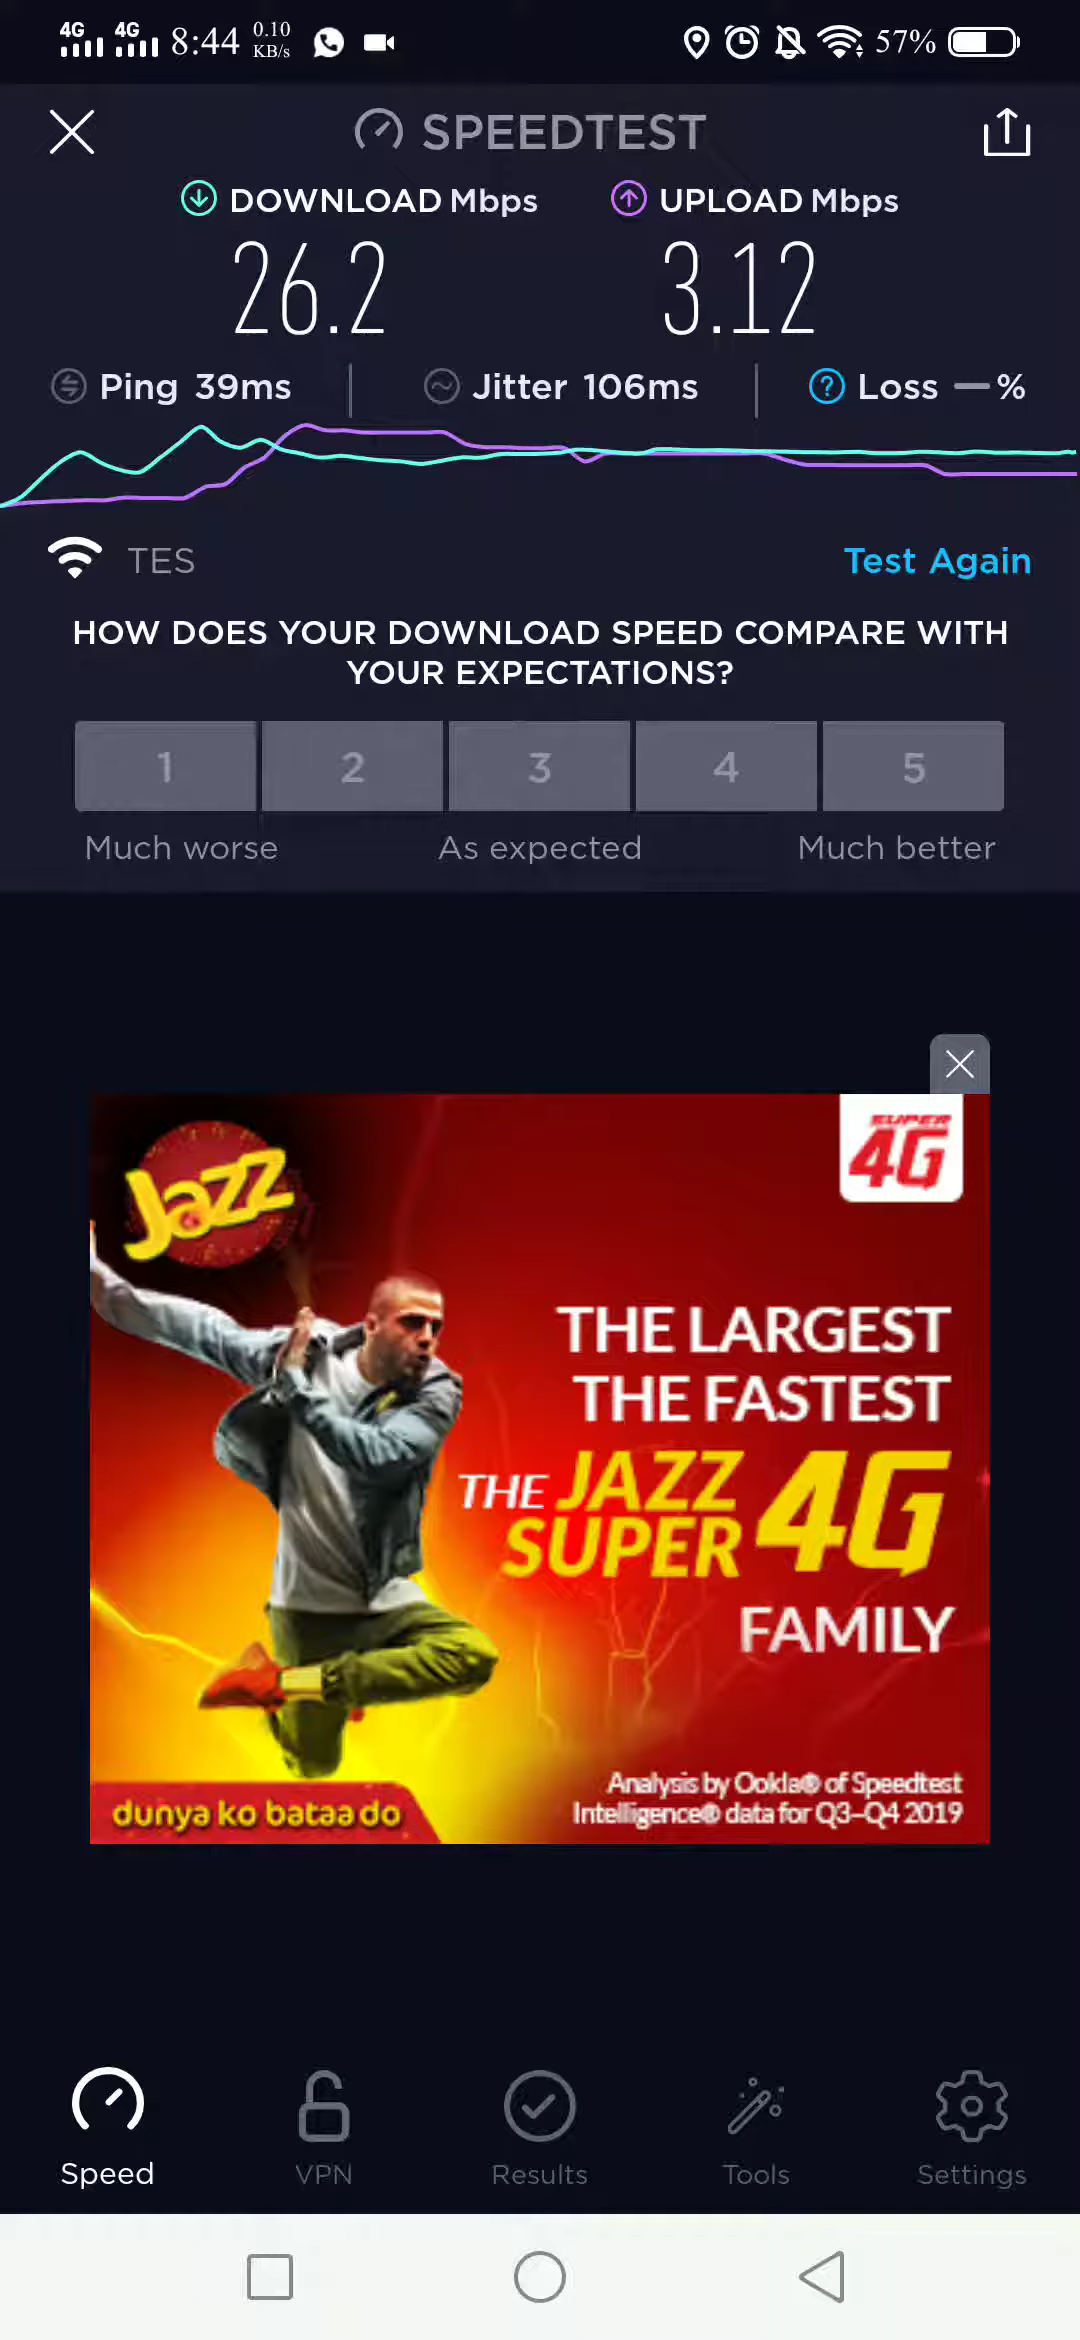 4G 4G 8:44 0.10 KB/s 57%
SPEEDTEST
DOWNLOAD Mbps UPLOAD Mbps
26.2 3.12
Ping 39ms Jitter 106ms ? Loss —%
TES Test Again
HOW DOES YOUR DOWNLOAD SPEED COMPARE WITH
YOUR EXPECTATIONS?
1 2 3 4 5
Much worse As expected Much better
Jazz SUPER 4G
THE LARGEST
THE FASTEST
THE JAZZ SUPER 4G
FAMILY
Analysis by Ookla® of Speedtest
Intelligence® data for Q3–Q4 2019
dunya ko bataa do
Speed VPN Results Tools Settings